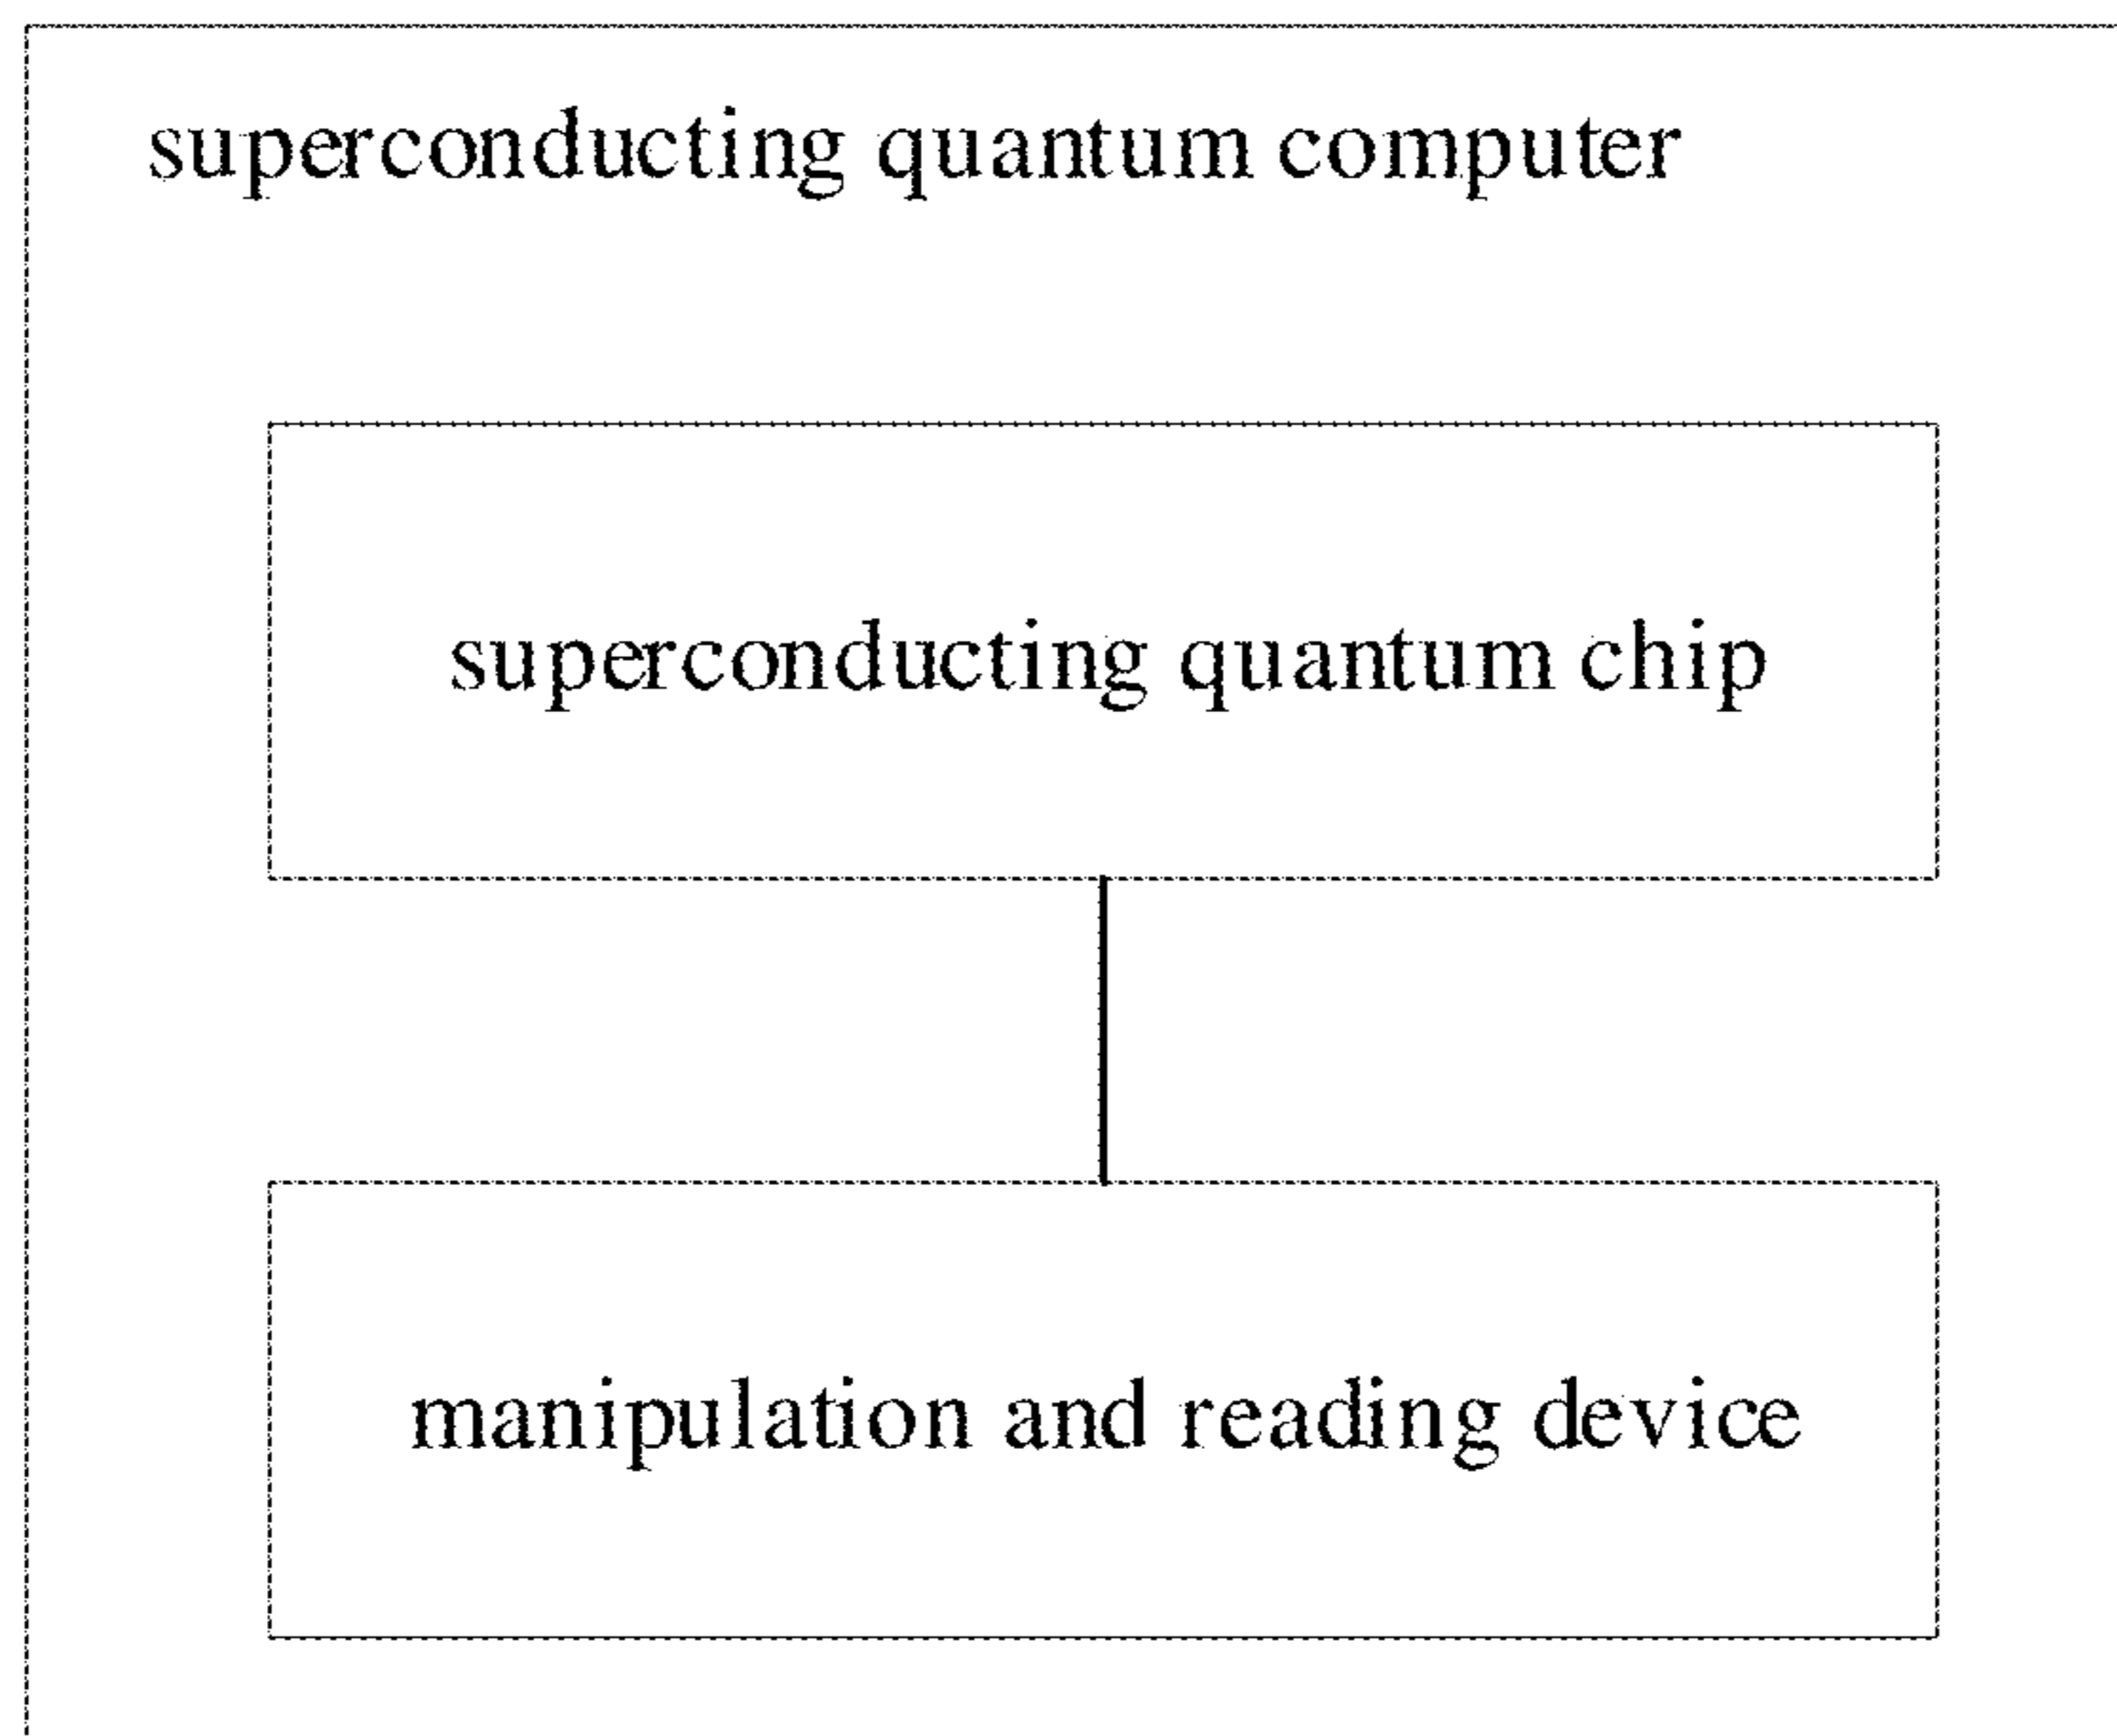 superconducting quantum computer
superconducting quantum chip
manipulation and reading device